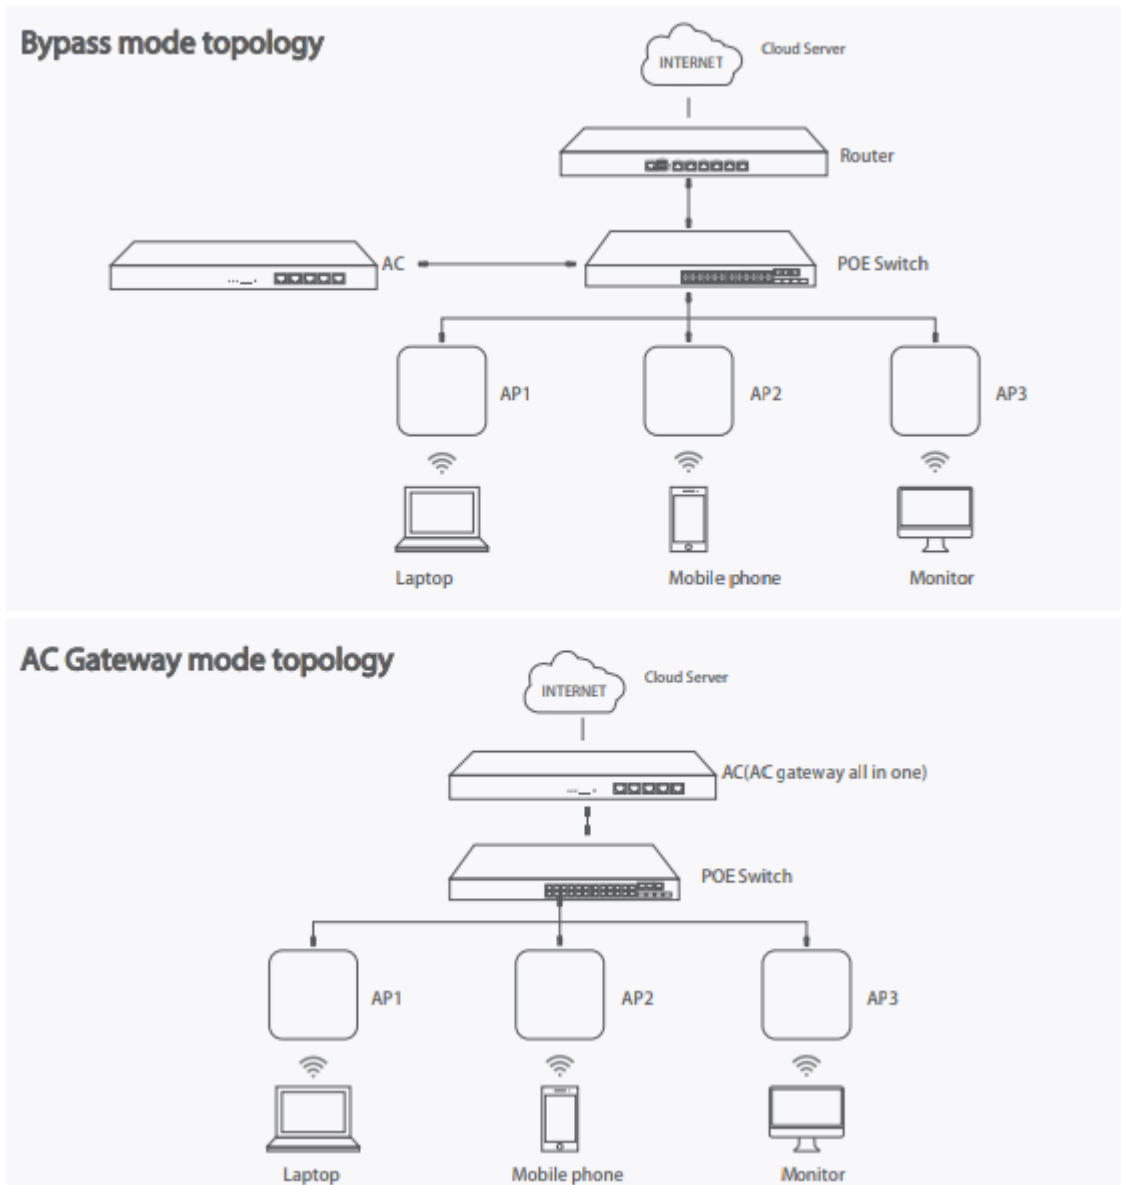 Bypass mode topology
Cloud Server
INTERNET
Router
AC
POE Switch
AP1
AP2
AP3
Laptop
Mobile phone
Monitor
AC Gateway mode topology
Cloud Server
INTERNET
AC(AC gateway all in one)
POE Switch
AP1
AP2
AP3
Laptop
Mobile phone
Monitor